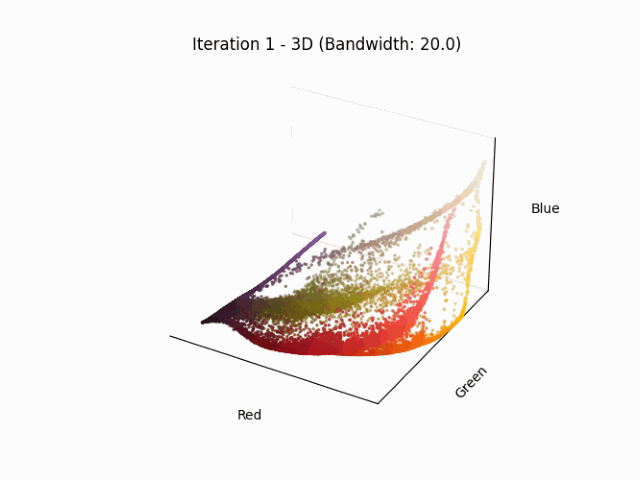 Iteration 1 - 3D (Bandwidth: 20.0)
Blue
Green
Red